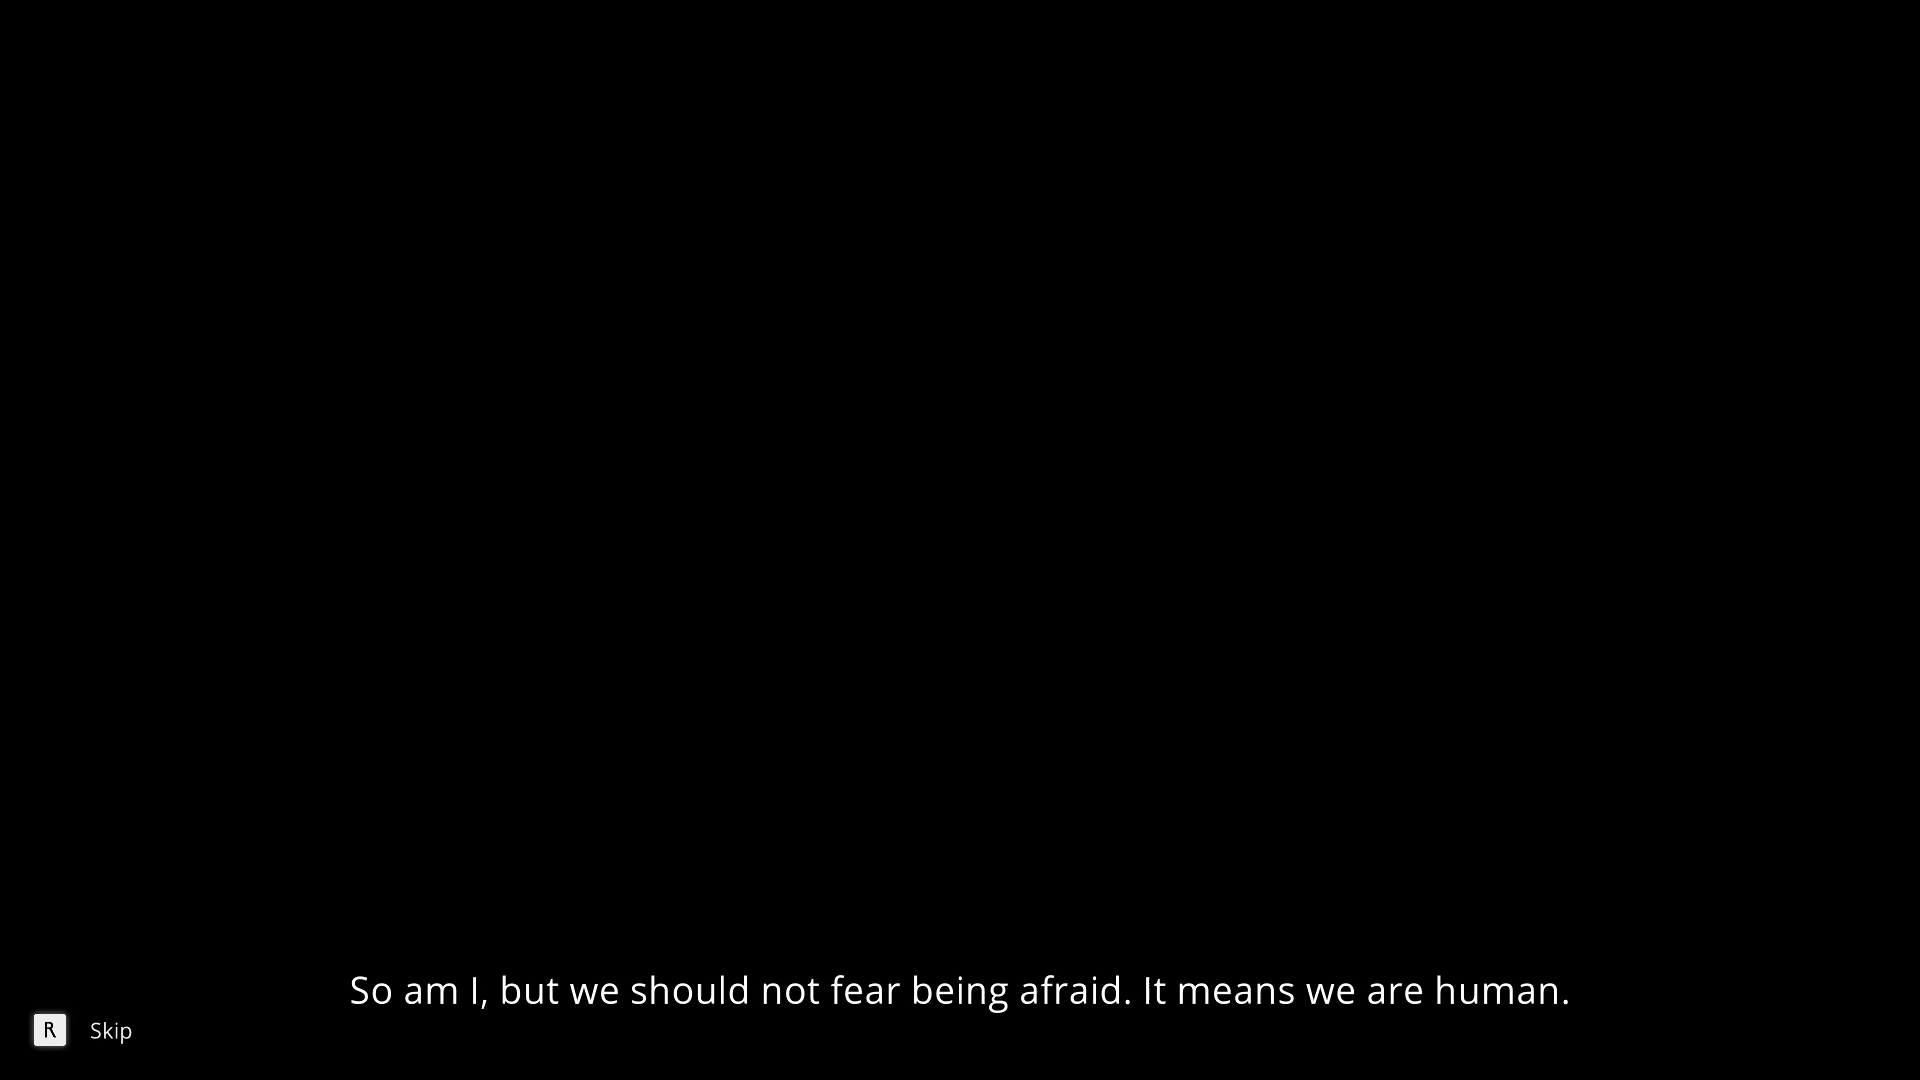 So am I, but we should not fear being afraid. It means we are human.
R Skip